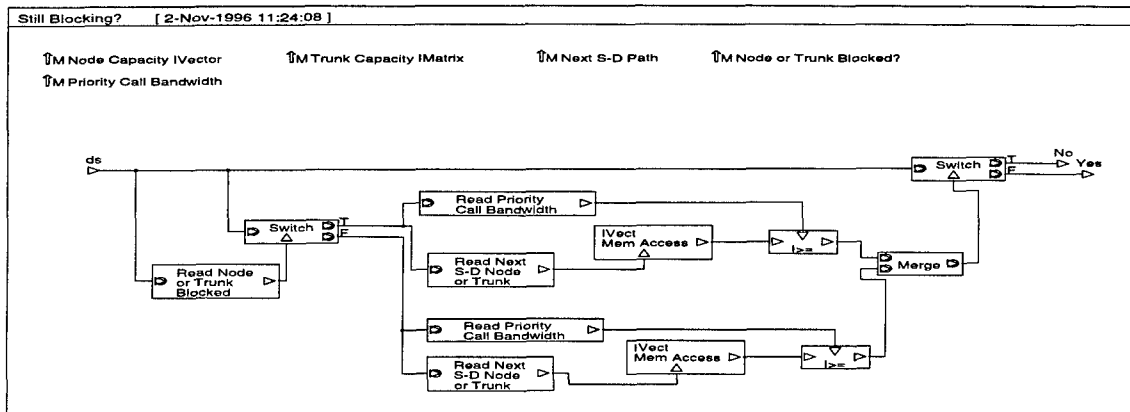 Still Blocking? [ 2-Nov-1996 11:24:08 ]
⇑M Node Capacity IVector
⇑M Trunk Capacity IMatrix
⇑M Next S-D Path
⇑M Node or Trunk Blocked?
⇑M Priority Call Bandwidth
ds
Switch
T
F
No
Yes
Read Priority
Call Bandwidth
Switch
T
F
IVect
Mem Access
I>=
Read Node
or Trunk
Blocked
Read Next
S-D Node
or Trunk
Merge
Read Priority
Call Bandwidth
IVect
Mem Access
I>=
Read Next
S-D Node
or Trunk